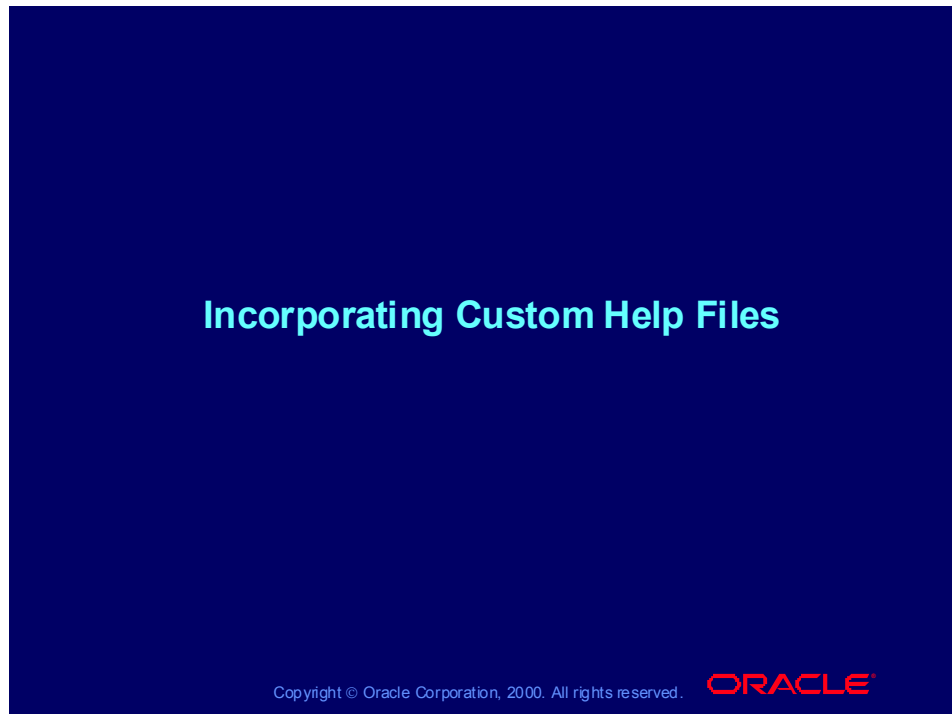 Incorporating Custom Help Files
Copyright © Oracle Corporation, 2000. All rights reserved.
ORACLE®